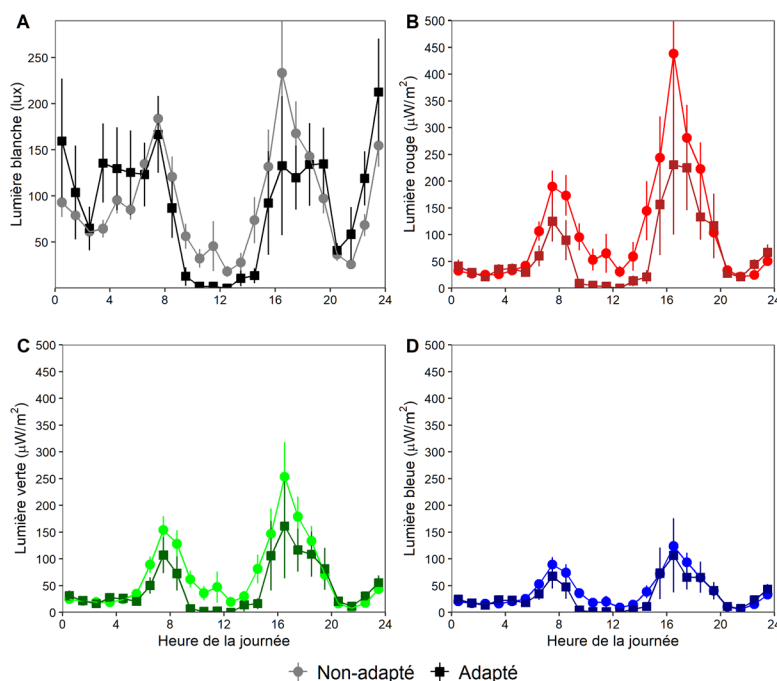 A
Lumière blanche (lux)
250
200
150
100
50
0 4 8 12 16 20 24
B
Lumière rouge (µW/m²)
500
450
400
350
300
250
200
150
100
50
0
0 4 8 12 16 20 24
C
Lumière verte (µW/m²)
500
450
400
350
300
250
200
150
100
50
0
0 4 8 12 16 20 24
Heure de la journée
D
Lumière bleue (µW/m²)
500
450
400
350
300
250
200
150
100
50
0
0 4 8 12 16 20 24
Heure de la journée
Non-adapté Adapté